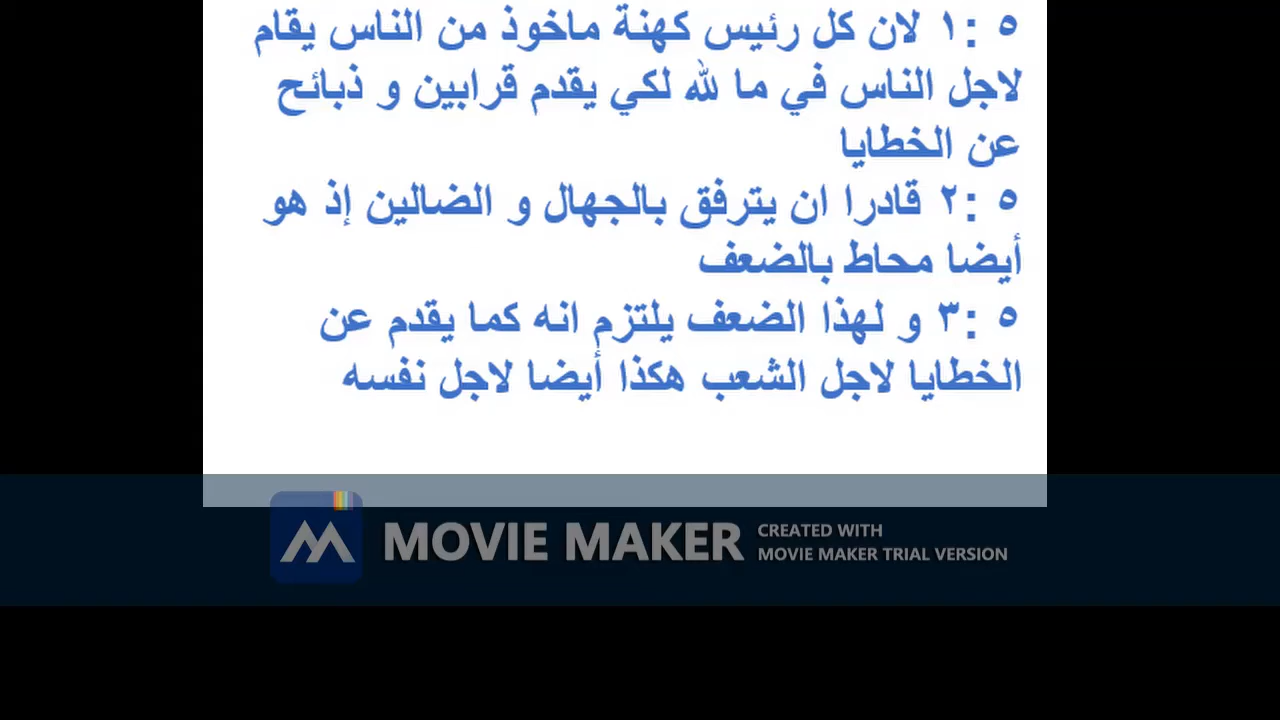 ٥ :١ لان كل رئيس كهنة ماخوذ من الناس يقام
لاجل الناس في ما لله لكي يقدم قرابين و ذبائح
عن الخطايا
٥ :٢ قادرا ان يترفق بالجهال و الضالين إذ هو
أيضا محاط بالضعف
٥ :٣ و لهذا الضعف يلتزم انه كما يقدم عن
الخطايا لاجل الشعب هكذا أيضا لاجل نفسه
MOVIE MAKER
CREATED WITH
MOVIE MAKER TRIAL VERSION